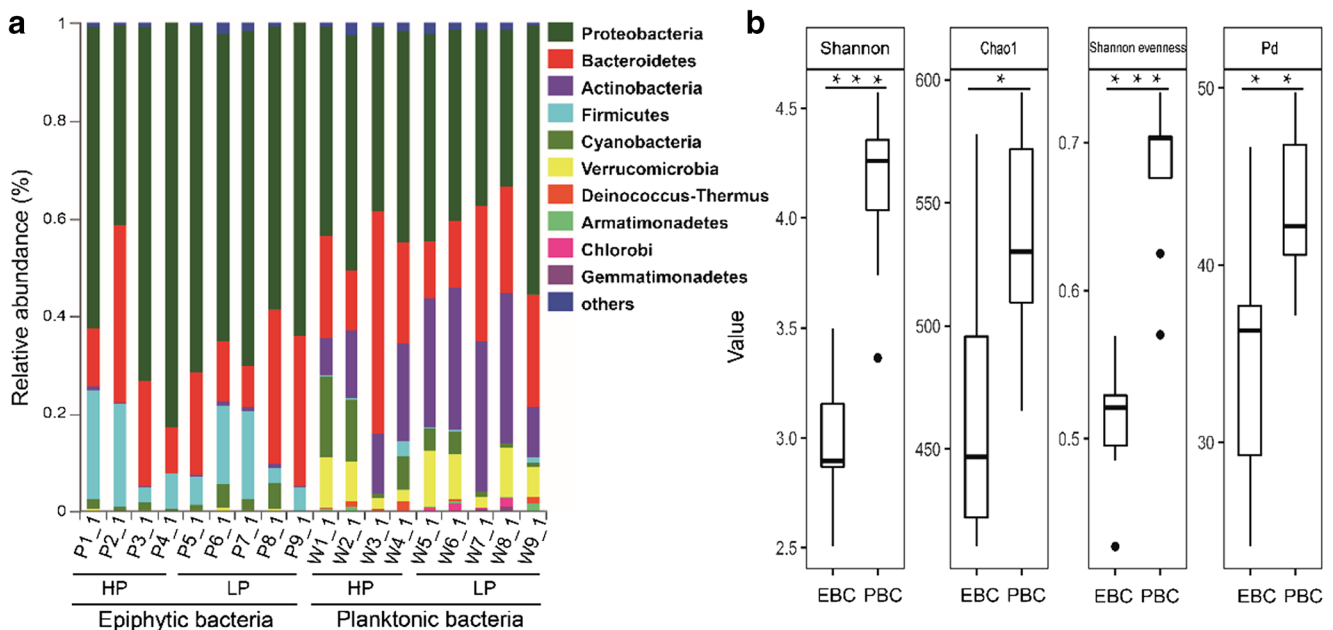 a
Relative abundance (%)
1
0.8
0.6
0.4
0.2
0
P1_1
P2_1
P3_1
P4_1
P5_1
P6_1
P7_1
P8_1
P9_1
W1_1
W2_1
W3_1
W4_1
W5_1
W6_1
W7_1
W8_1
W9_1
HP
LP
HP
LP
Epiphytic bacteria
Planktonic bacteria
Proteobacteria
Bacteroidetes
Actinobacteria
Firmicutes
Cyanobacteria
Verrucomicrobia
Deinococcus-Thermus
Armatimonadetes
Chlorobi
Gemmatimonadetes
others
b
Value
Shannon
* * *
4.5
4.0
3.5
3.0
2.5
EBC PBC
Chao1
*
600
550
500
450
EBC PBC
Shannon evenness
* * *
0.7
0.6
0.5
EBC PBC
Pd
* *
50
40
30
EBC PBC